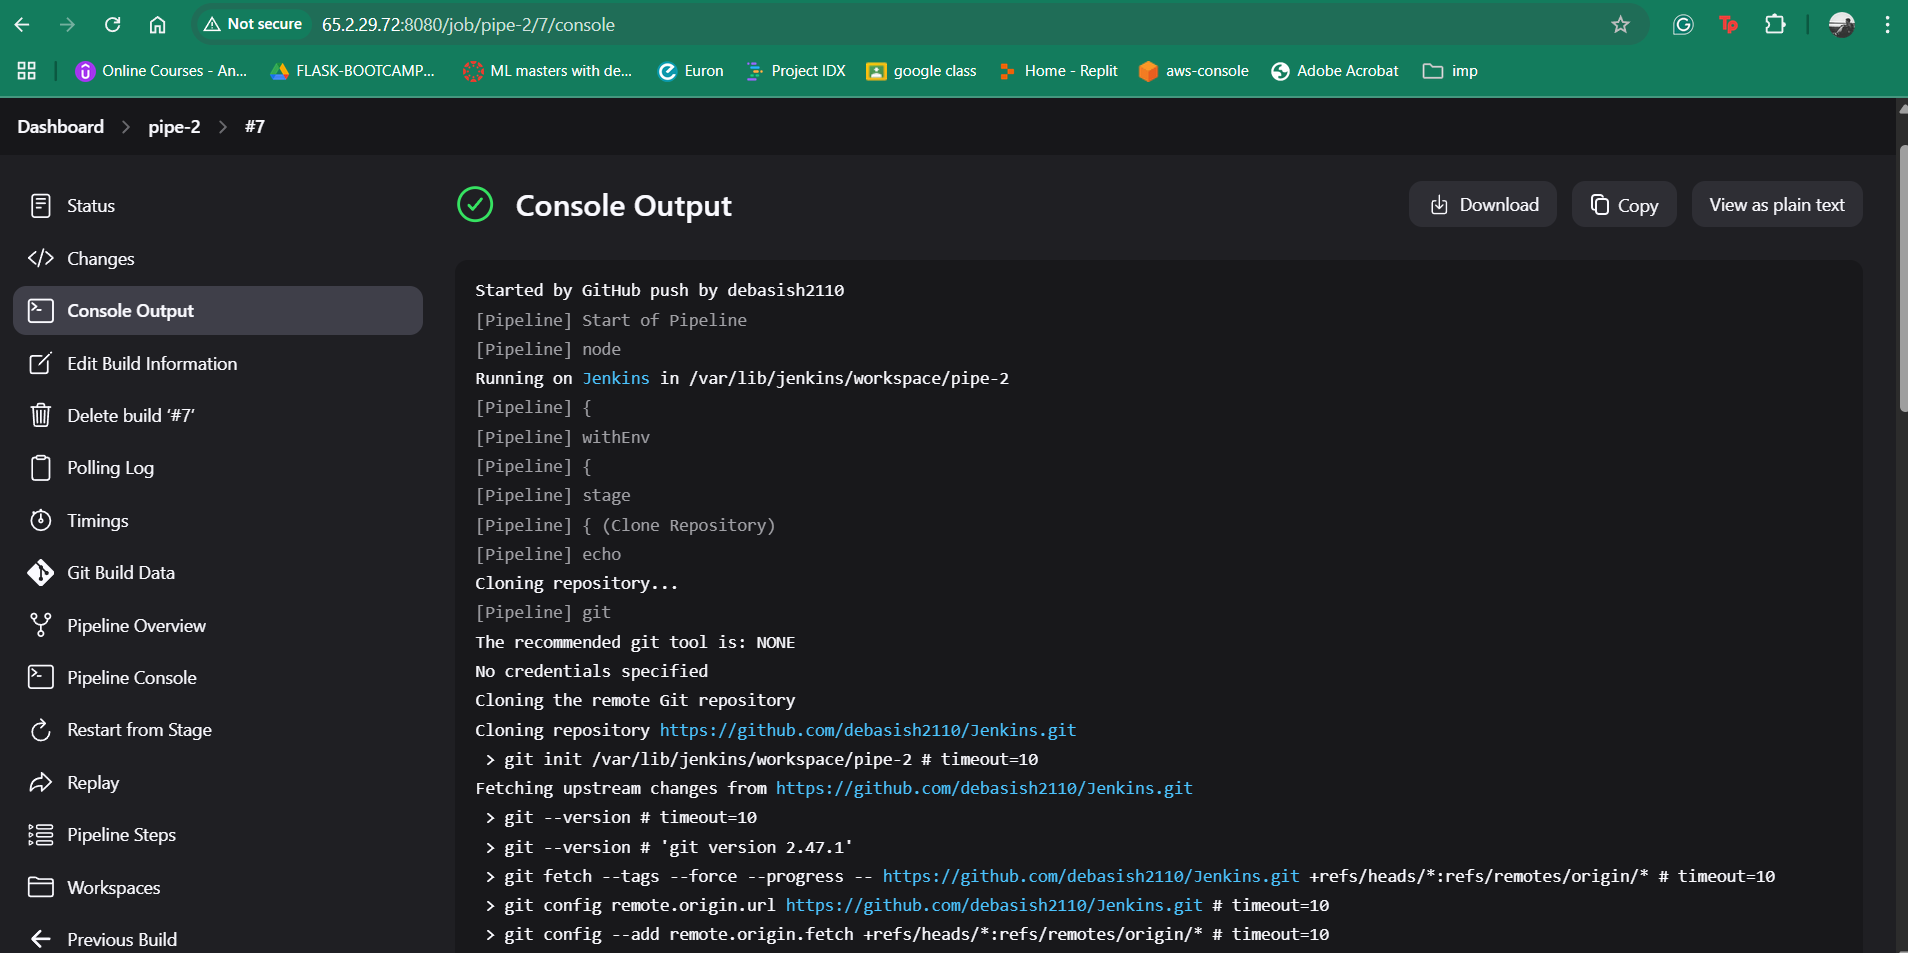 Not secure 65.2.29.72:8080/job/pipe-2/7/console
Online Courses - An... FLASK-BOOTCAMP... ML masters with de... Euron Project IDX google class Home - Replit aws-console Adobe Acrobat imp
Dashboard > pipe-2 > #7
Status
Changes
Console Output
Edit Build Information
Delete build '#7'
Polling Log
Timings
Git Build Data
Pipeline Overview
Pipeline Console
Restart from Stage
Replay
Pipeline Steps
Workspaces
Previous Build
Console Output
Download
Copy
View as plain text
Started by GitHub push by debasish2110
[Pipeline] Start of Pipeline
[Pipeline] node
Running on Jenkins in /var/lib/jenkins/workspace/pipe-2
[Pipeline] {
[Pipeline] withEnv
[Pipeline] {
[Pipeline] stage
[Pipeline] { (Clone Repository)
[Pipeline] echo
Cloning repository...
[Pipeline] git
The recommended git tool is: NONE
No credentials specified
Cloning the remote Git repository
Cloning repository https://github.com/debasish2110/Jenkins.git
> git init /var/lib/jenkins/workspace/pipe-2 # timeout=10
Fetching upstream changes from https://github.com/debasish2110/Jenkins.git
> git --version # timeout=10
> git --version # 'git version 2.47.1'
> git fetch --tags --force --progress -- https://github.com/debasish2110/Jenkins.git +refs/heads/*:refs/remotes/origin/* # timeout=10
> git config remote.origin.url https://github.com/debasish2110/Jenkins.git # timeout=10
> git config --add remote.origin.fetch +refs/heads/*:refs/remotes/origin/* # timeout=10